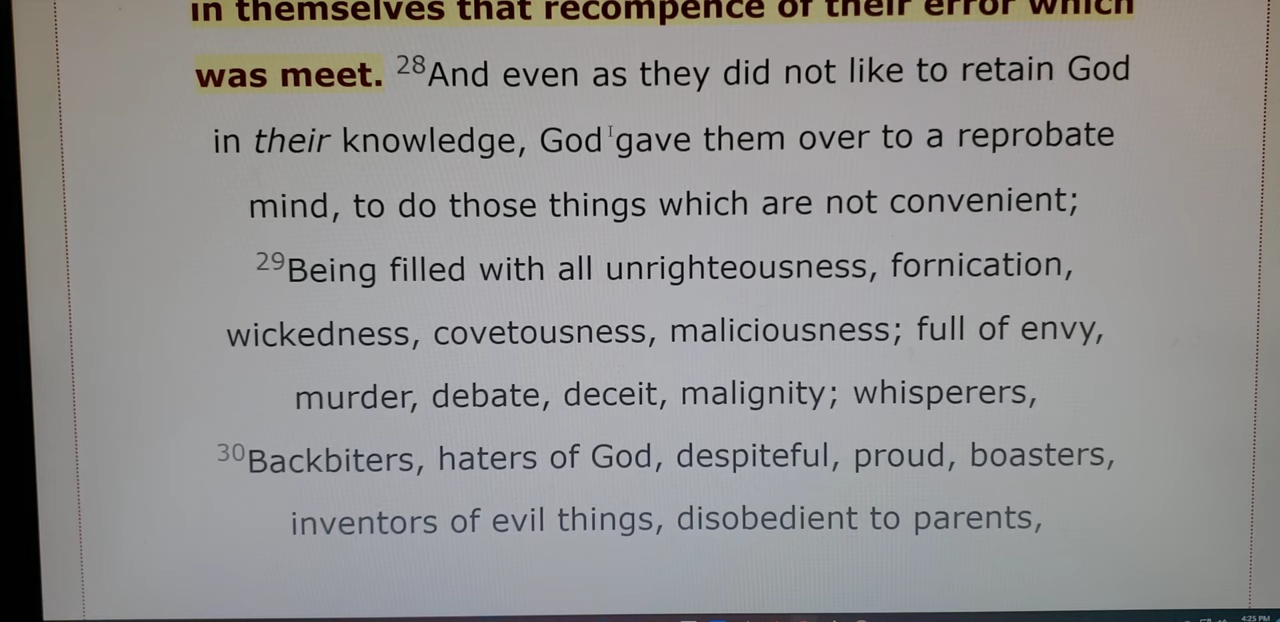 in themselves that recompence of their error which
was meet. 28And even as they did not like to retain God
in their knowledge, God gave them over to a reprobate
mind, to do those things which are not convenient;
29Being filled with all unrighteousness, fornication,
wickedness, covetousness, maliciousness; full of envy,
murder, debate, deceit, malignity; whisperers,
30Backbiters, haters of God, despiteful, proud, boasters,
inventors of evil things, disobedient to parents,
4:25 PM